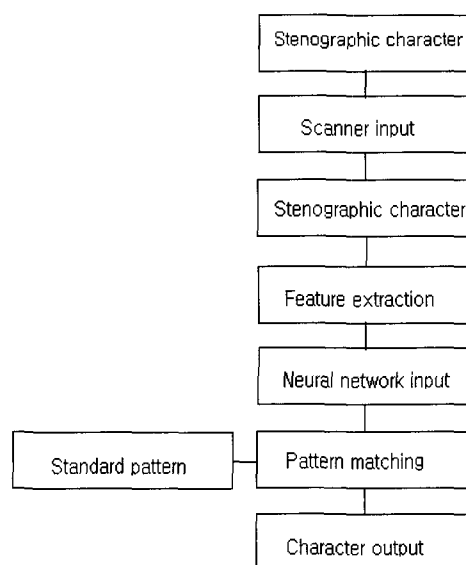 Stenographic character
Scanner input
Stenographic character
Feature extraction
Neural network input
Standard pattern
Pattern matching
Character output